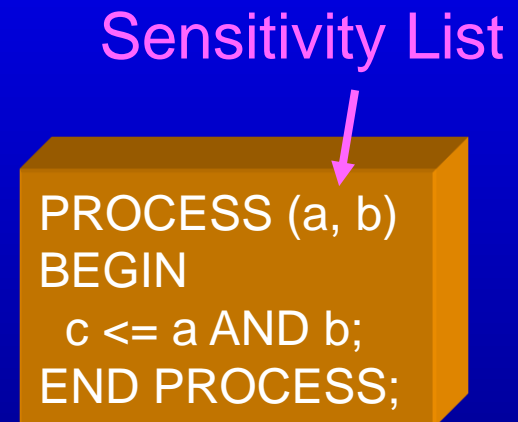 Sensitivity List
PROCESS (a, b)
BEGIN
c <= a AND b;
END PROCESS;